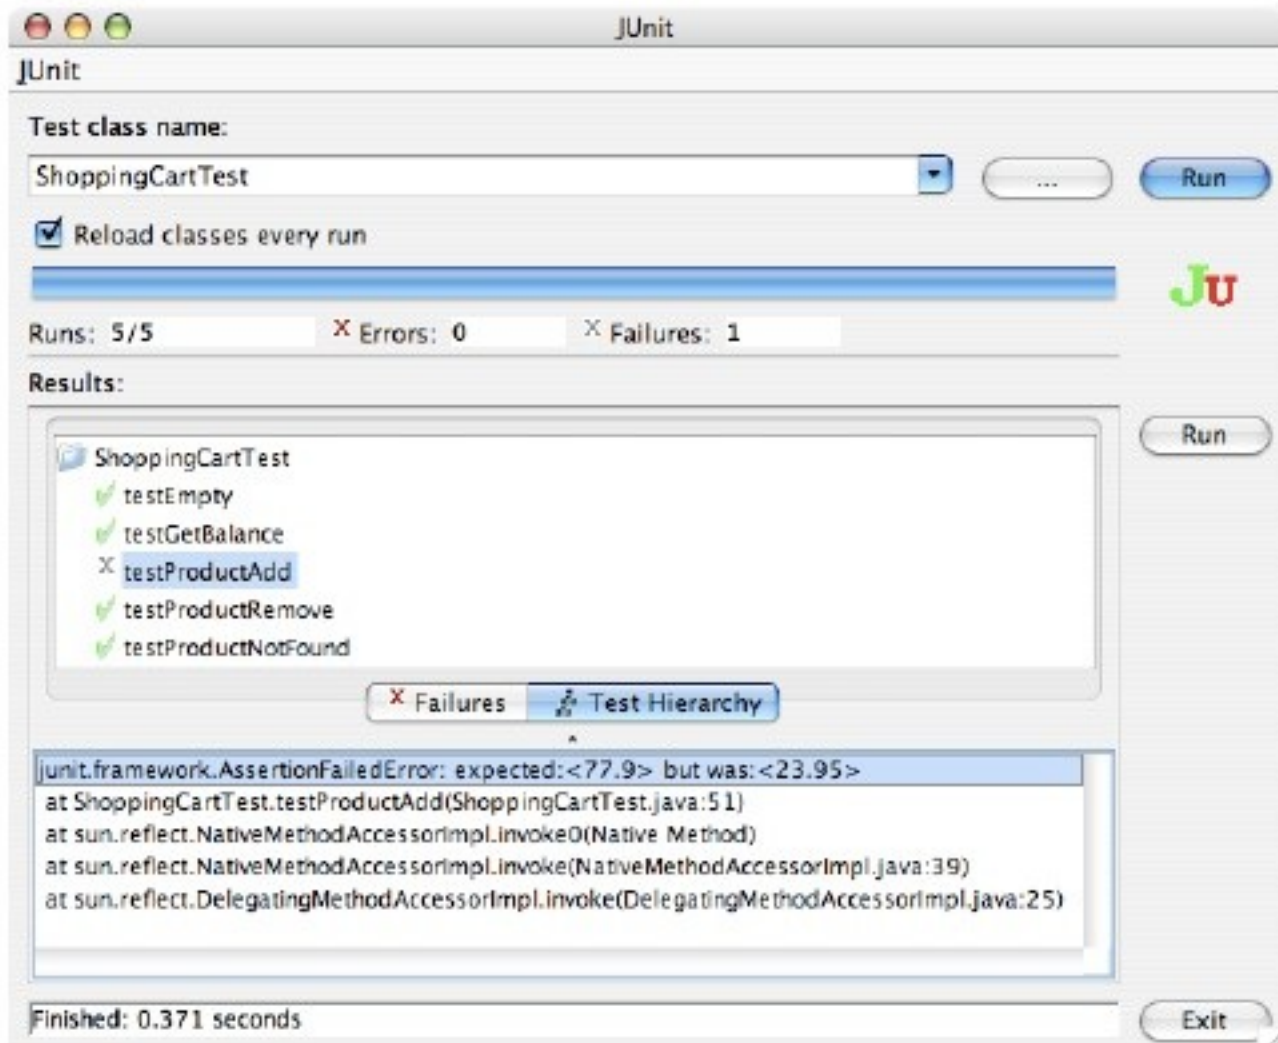 JUnit
JUnit
Test class name:
ShoppingCartTest ... Run
Reload classes every run
JU
Runs: 5/5 X Errors: 0 X Failures: 1
Results:
Run
ShoppingCartTest
testEmpty
testGetBalance
X testProductAdd
testProductRemove
testProductNotFound
X Failures Test Hierarchy
junit.framework.AssertionFailedError: expected:<77.9> but was:<23.95>
at ShoppingCartTest.testProductAdd(ShoppingCartTest.java:51)
at sun.reflect.NativeMethodAccessorImpl.invoke0(Native Method)
at sun.reflect.NativeMethodAccessorImpl.invoke(NativeMethodAccessorImpl.java:39)
at sun.reflect.DelegatingMethodAccessorImpl.invoke(DelegatingMethodAccessorImpl.java:25)
Finished: 0.371 seconds Exit